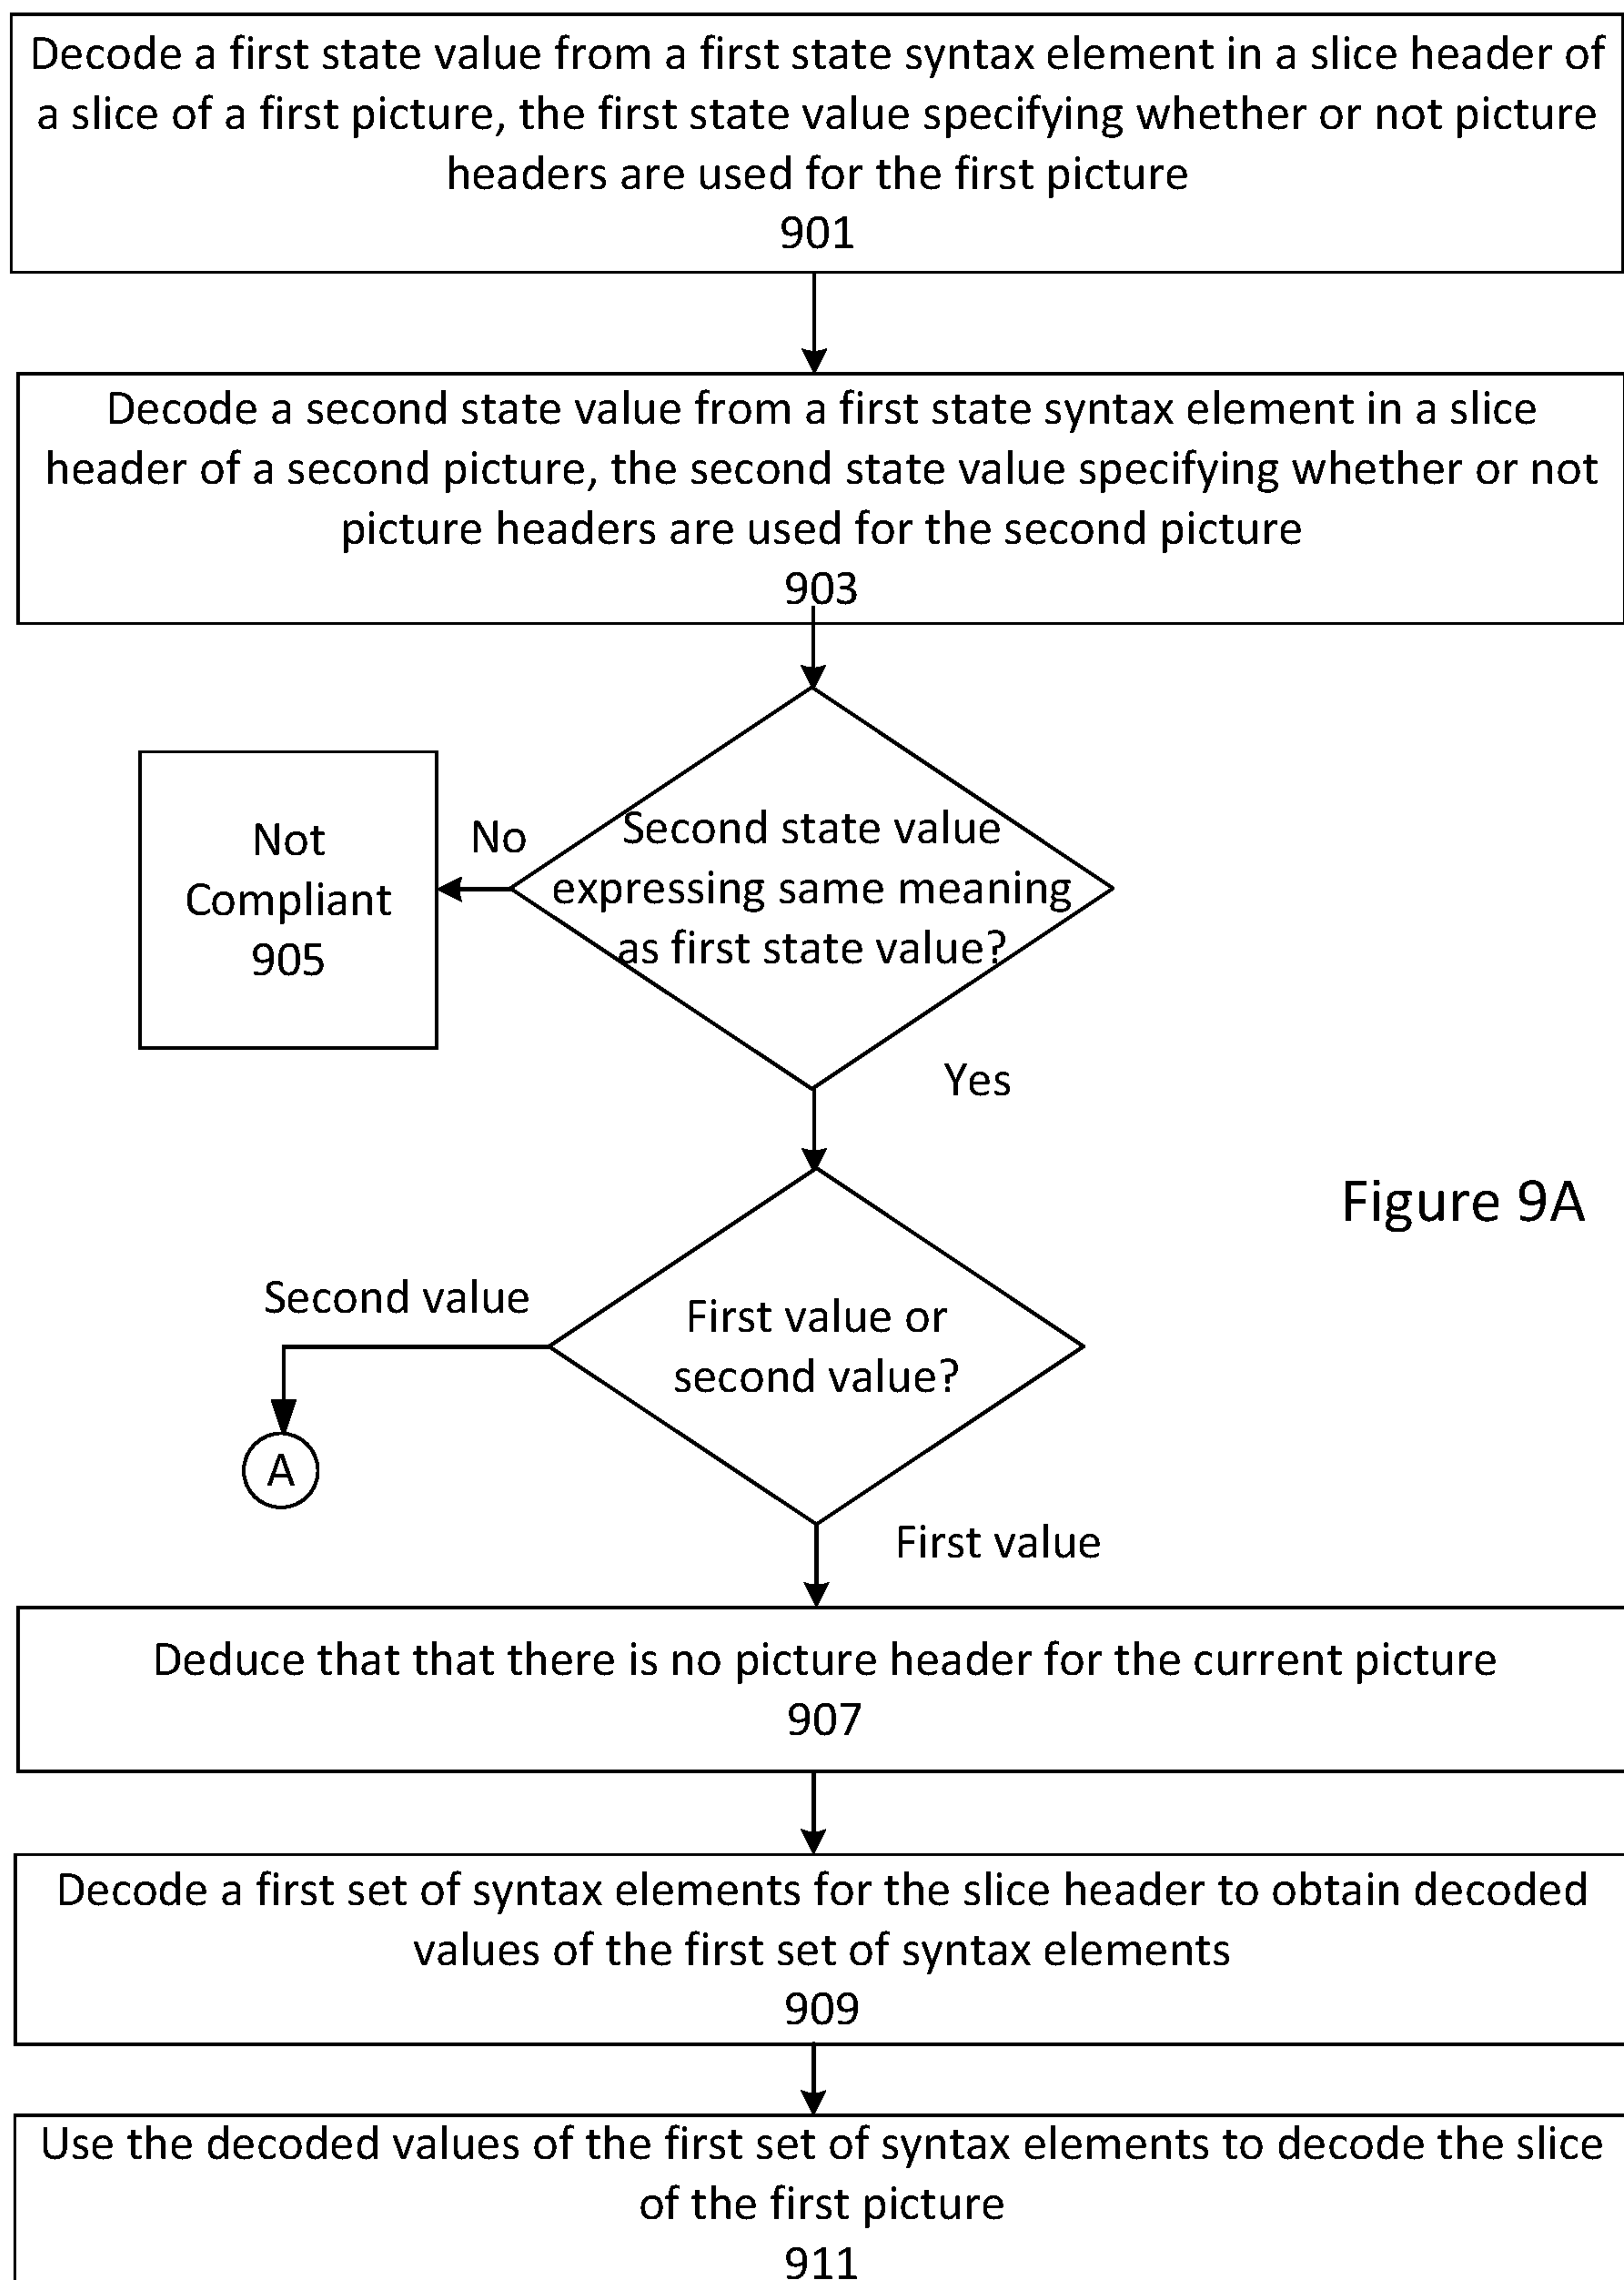 Decode a first state value from a first state syntax element in a slice header of
a slice of a first picture, the first state value specifying whether or not picture
headers are used for the first picture
901
Decode a second state value from a first state syntax element in a slice
header of a second picture, the second state value specifying whether or not
picture headers are used for the second picture
903
Not
Compliant
905
No
Second state value
expressing same meaning
as first state value?
Yes
Figure 9A
Second value
First value or
second value?
A
First value
Deduce that that there is no picture header for the current picture
907
Decode a first set of syntax elements for the slice header to obtain decoded
values of the first set of syntax elements
909
Use the decoded values of the first set of syntax elements to decode the slice
of the first picture
911